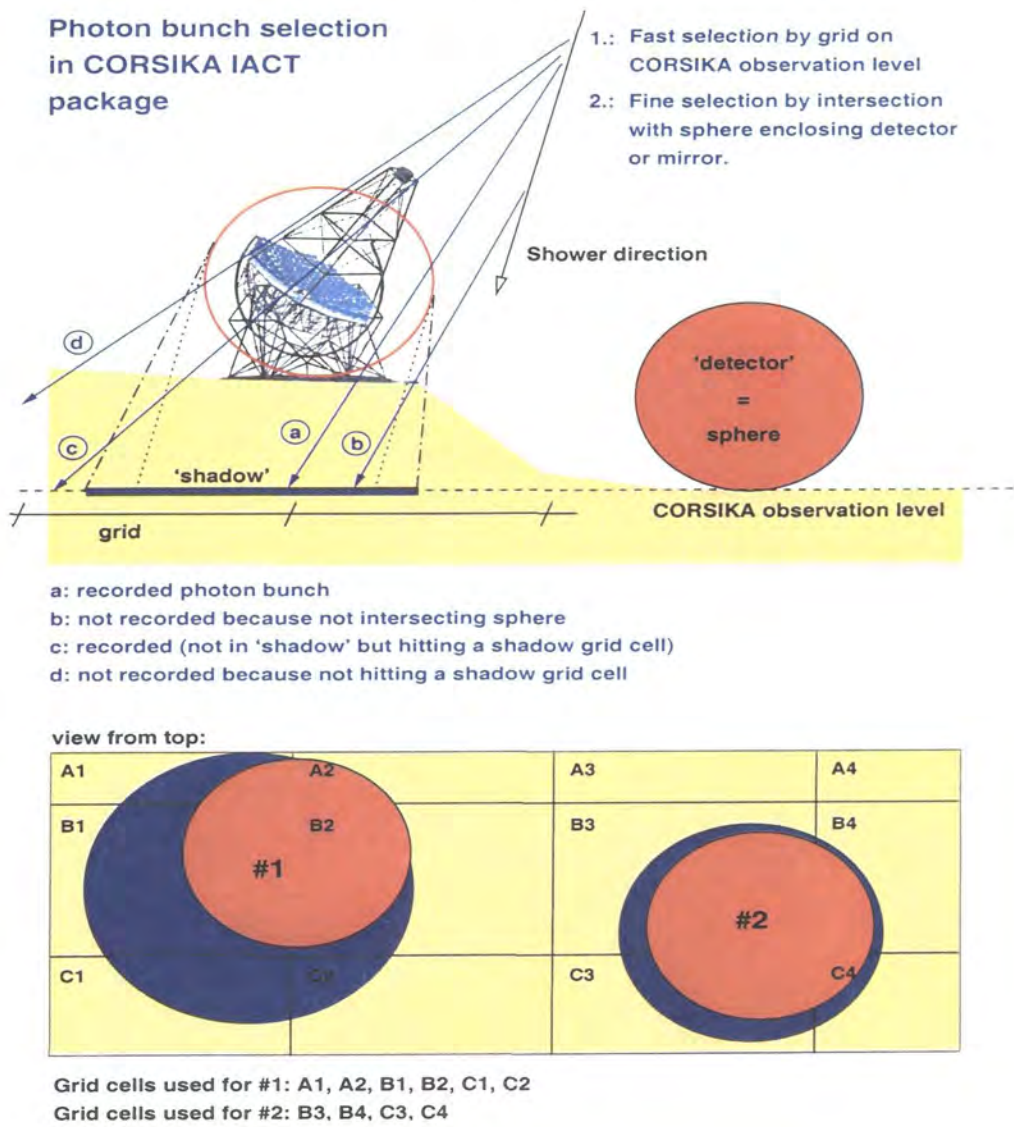 Photon bunch selection
in CORSIKA IACT
package
1.: Fast selection by grid on
CORSIKA observation level
2.: Fine selection by intersection
with sphere enclosing detector
or mirror.
Shower direction
d
'detector'
=
sphere
c
a
b
'shadow'
CORSIKA observation level
grid
a: recorded photon bunch
b: not recorded because not intersecting sphere
c: recorded (not in 'shadow' but hitting a shadow grid cell)
d: not recorded because not hitting a shadow grid cell
view from top:
A1 A2 A3 A4
B1 B2 B3 B4
#1
#2
C1 C2 C3 C4
Grid cells used for #1: A1, A2, B1, B2, C1, C2
Grid cells used for #2: B3, B4, C3, C4